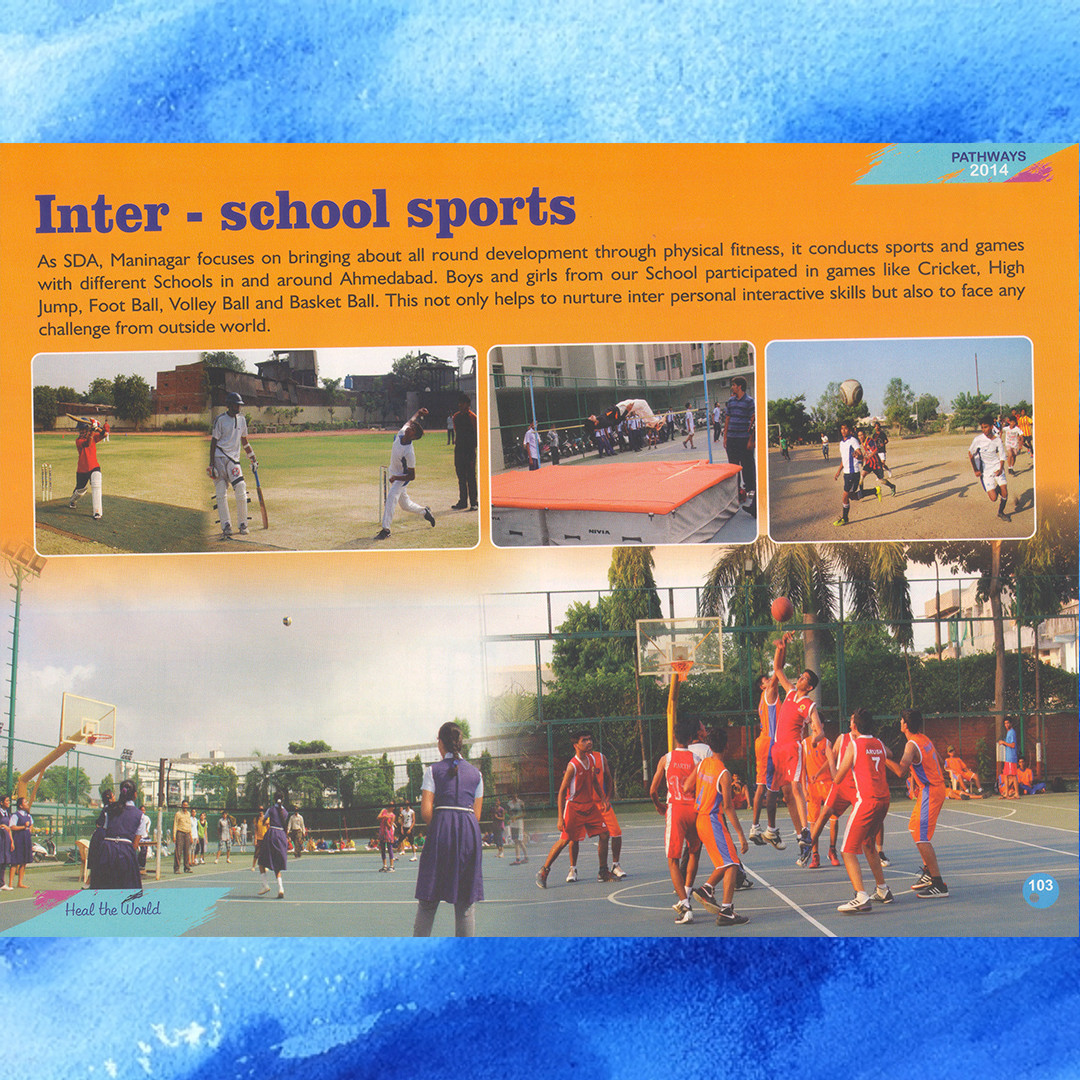 PATHWAYS
2014
Inter - school sports
As SDA, Maninagar focuses on bringing about all round development through physical fitness, it conducts sports and games
with different Schools in and around Ahmedabad. Boys and girls from our School participated in games like Cricket, High
Jump, Foot Ball, Volley Ball and Basket Ball. This not only helps to nurture inter personal interactive skills but also to face any
challenge from outside world.
NIVIA
ARUSH
7
103
Heal the World